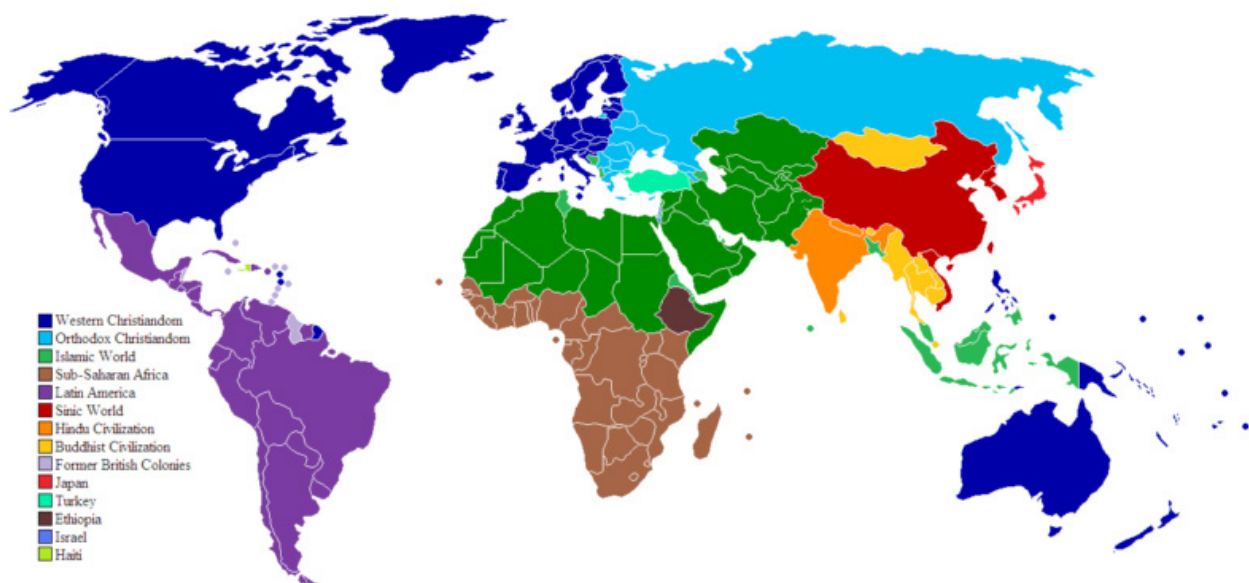 Western Christiandom
Orthodox Christiandom
Islamic World
Sub-Saharan Africa
Latin America
Sinic World
Hindu Civilization
Buddhist Civilization
Former British Colonies
Japan
Turkey
Ethiopia
Israel
Haiti